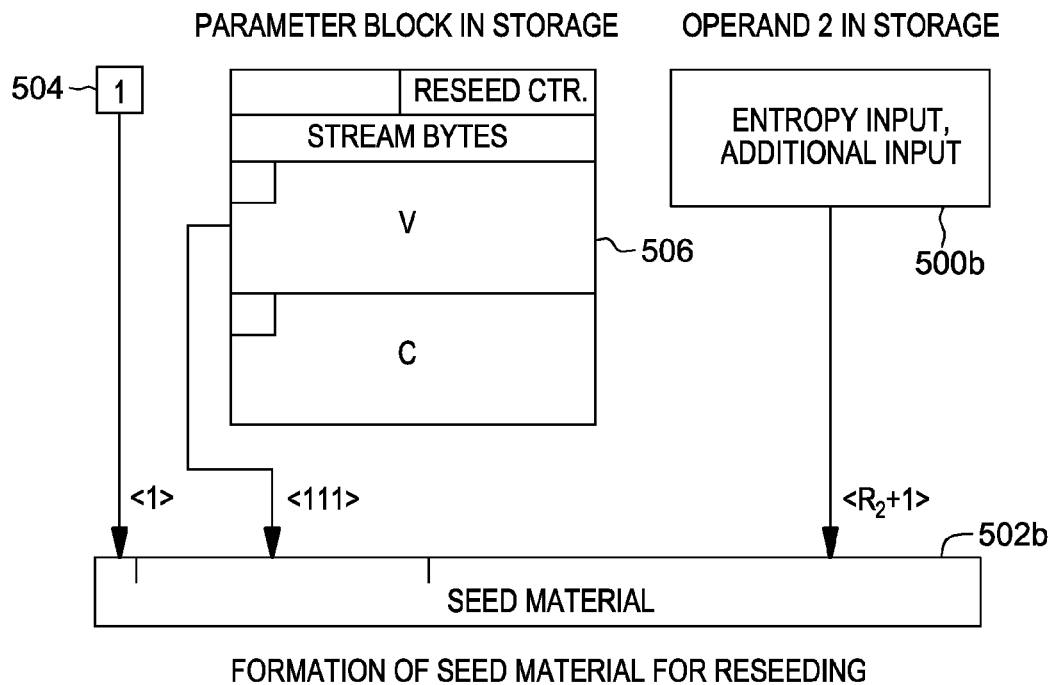 PARAMETER BLOCK IN STORAGE
OPERAND 2 IN STORAGE
504
1
RESEED CTR.
STREAM BYTES
V
C
506
ENTROPY INPUT,
ADDITIONAL INPUT
500b
<1>
<111>
<R₂+1>
502b
SEED MATERIAL
FORMATION OF SEED MATERIAL FOR RESEEDING